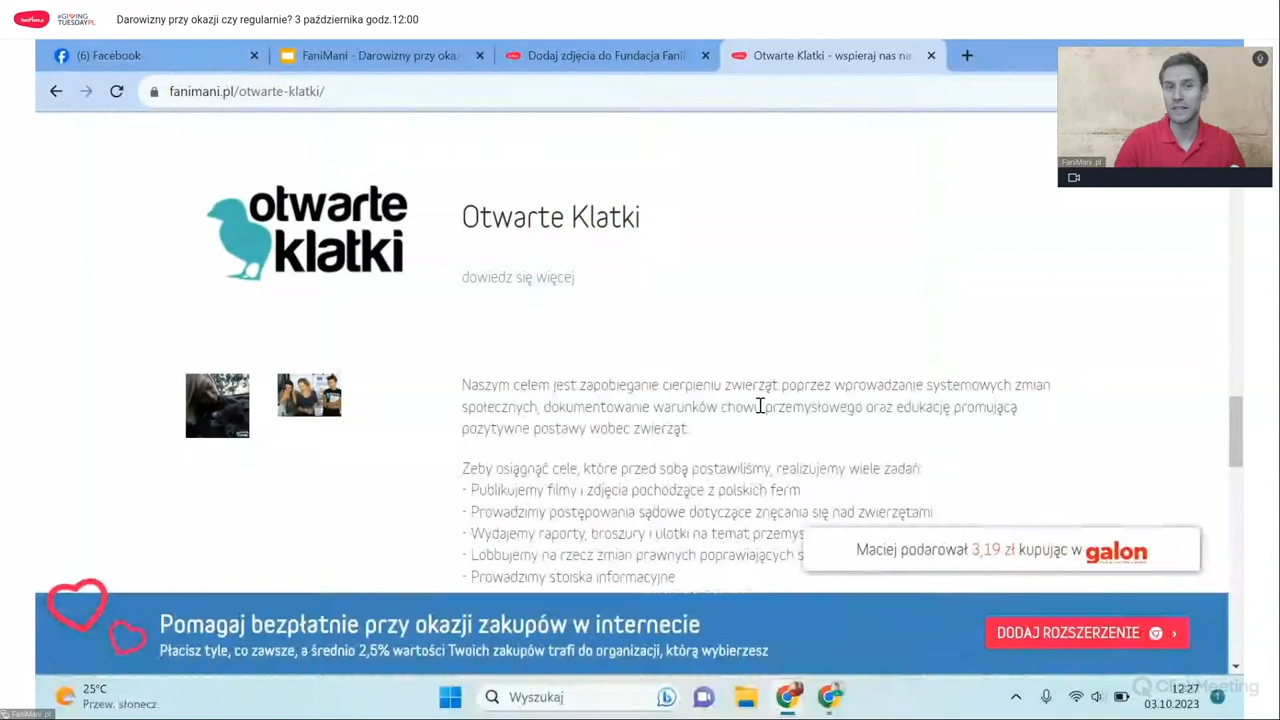 FaniMani.pl #GIVING TUESDAYPL Darowizny przy okazji czy regularnie? 3 października godz.12:00
(6) Facebook FaniMani - Darowizny przy oka Dodaj zdjęcia do Fundacja Fani Otwarte Klatki - wspieraj nas na
fanimani.pl/otwarte-klatki/
FaniMani .pl
otwarte
klatki
Otwarte Klatki
dowiedz się więcej
Naszym celem jest zapobieganie cierpieniu zwierząt poprzez wprowadzanie systemowych zmian
społecznych, dokumentowanie warunków chowu przemysłowego oraz edukację promującą
pozytywne postawy wobec zwierząt.
Żeby osiągnąć cele, które przed sobą postawiliśmy, realizujemy wiele zadań:
- Publikujemy filmy i zdjęcia pochodzące z polskich ferm
- Prowadzimy postępowania sądowe dotyczące znęcania się nad zwierzętami
- Wydajemy raporty, broszury i ulotki na temat przemys
- Lobbujemy na rzecz zmian prawnych poprawiających s
- Prowadzimy stoiska informacyjne
Maciej podarował 3,19 zł kupując w galon
Pomagaj bezpłatnie przy okazji zakupów w internecie
Płacisz tyle, co zawsze, a średnio 2,5% wartości Twoich zakupów trafi do organizacji, którą wybierzesz
DODAJ ROZSZERZENIE
25°C
Przew. słonecz.
Wyszukaj
12:27
03.10.2023
1
ClickMeeting
FaniMani .pl